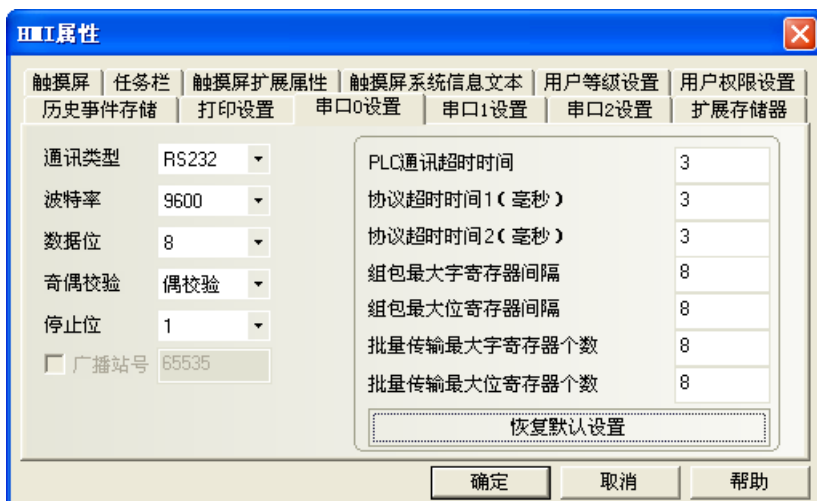 HMI属性
触摸屏 任务栏 触摸屏扩展属性 触摸屏系统信息文本 用户等级设置 用户权限设置
历史事件存储 打印设置 串口0设置 串口1设置 串口2设置 扩展存储器
通讯类型 RS232
波特率 9600
数据位 8
奇偶校验 偶校验
停止位 1
广播站号 65535
PLC通讯超时时间 3
协议超时时间1(毫秒) 3
协议超时时间2(毫秒) 3
组包最大字寄存器间隔 8
组包最大位寄存器间隔 8
批量传输最大字寄存器个数 8
批量传输最大位寄存器个数 8
恢复默认设置
确定 取消 帮助